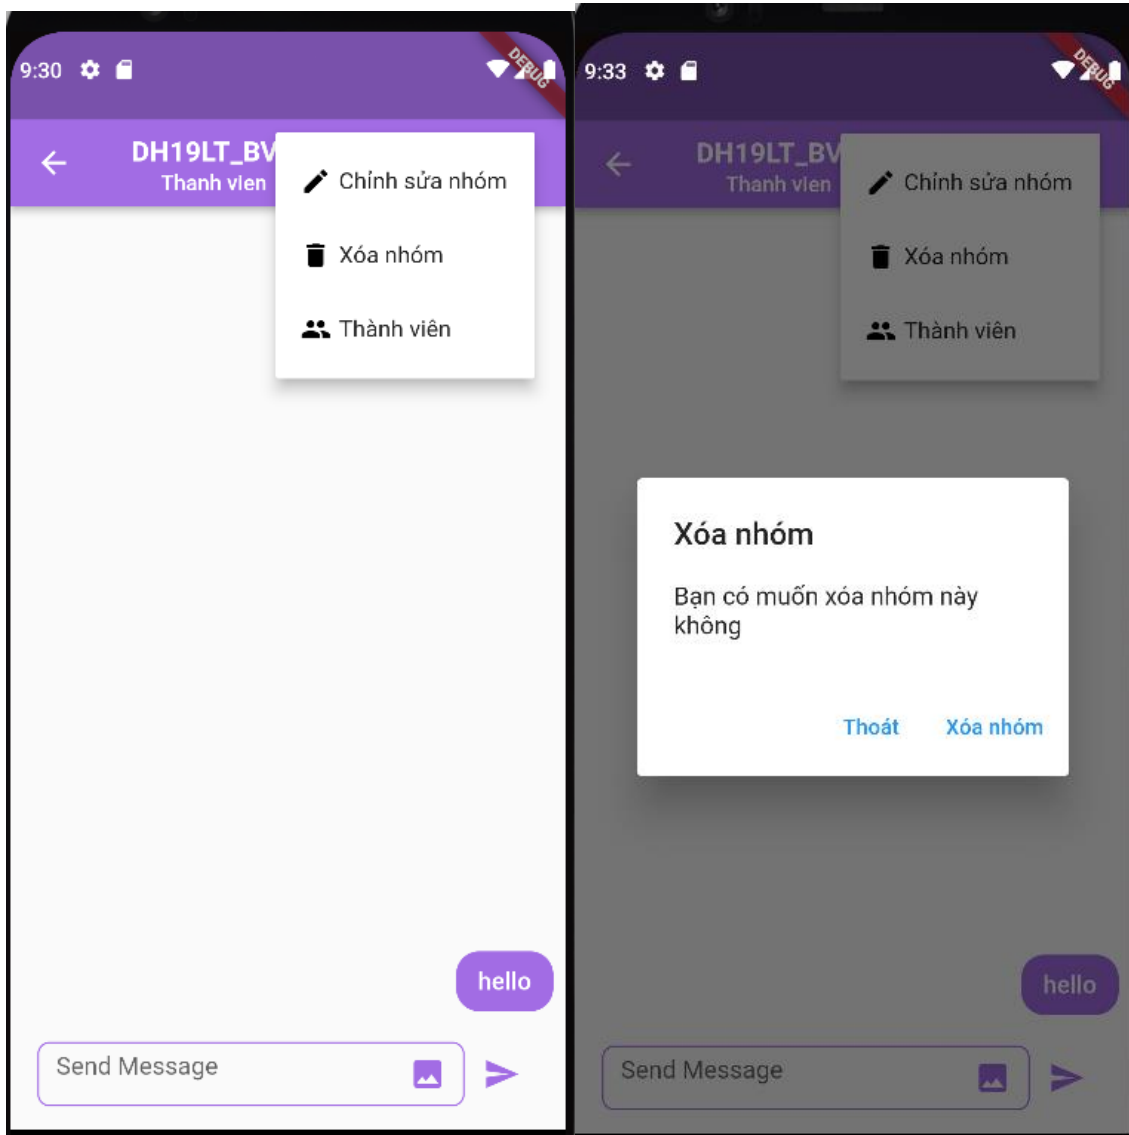 9:30
DEBUG
DH19LT_BV
Thanh vien
Chỉnh sửa nhóm
Xóa nhóm
Thành viên
hello
Send Message
9:33
DEBUG
DH19LT_BV
Thanh vien
Chỉnh sửa nhóm
Xóa nhóm
Thành viên
Xóa nhóm
Bạn có muốn xóa nhóm này
không
Thoát
Xóa nhóm
hello
Send Message